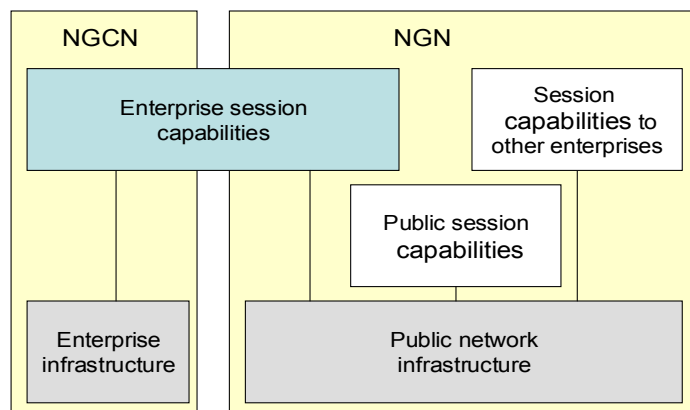 NGCN
NGN
Enterprise session
capabilities
Session
capabilities to
other enterprises
Public session
capabilities
Enterprise
infrastructure
Public network
infrastructure